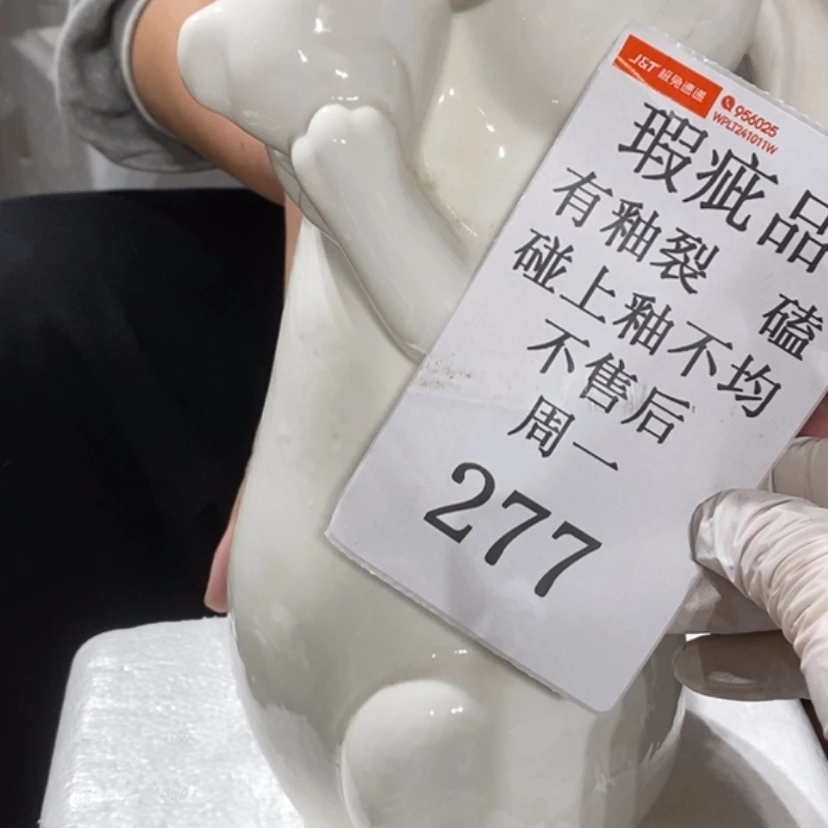 J&T 极兔速递
956025
WPLTZ41011W
瑕疵品
有釉裂 磕
碰上釉不均
不售后
周一
277